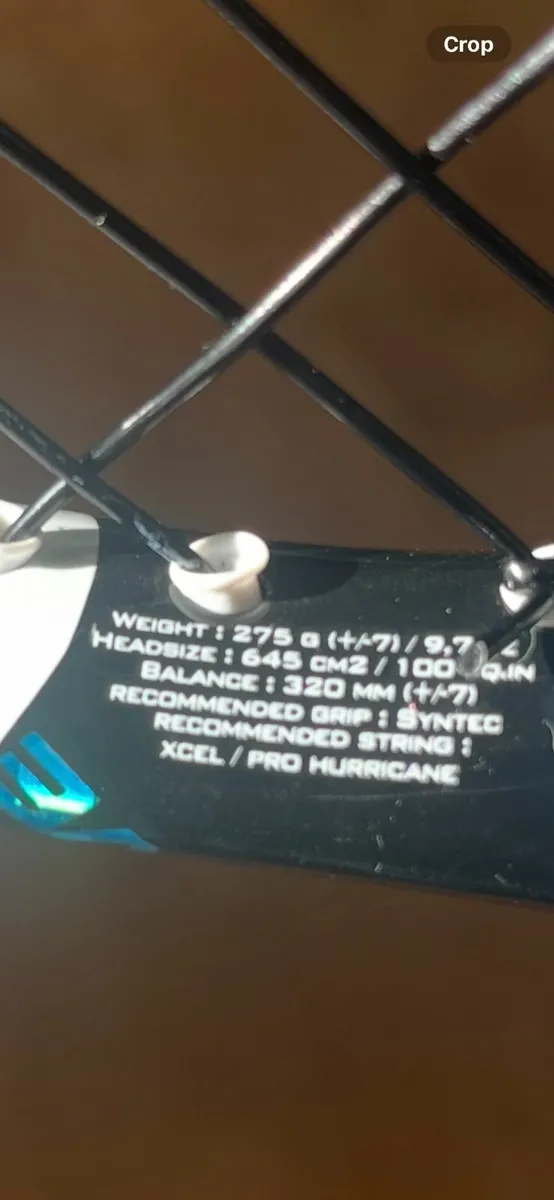 Crop
WEIGHT : 275 G (+/-7) / 9,7
HEADSIZE : 645 CM2 / 100 Q.IN
BALANCE : 320 MM (+/-7)
RECOMMENDED GRIP : SYNTEC
RECOMMENDED STRING :
XCEL / PRO HURRICANE